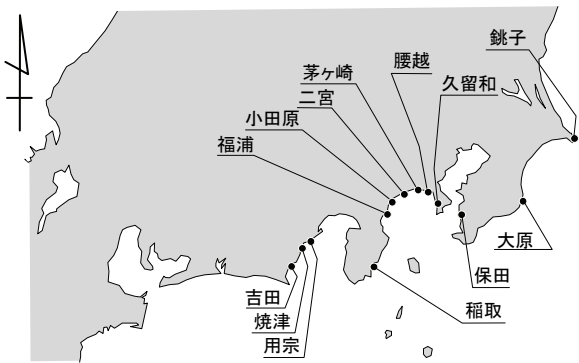 銚子
腰越
茅ヶ崎
久留和
二宮
小田原
福浦
大原
保田
稲取
吉田
焼津
用宗